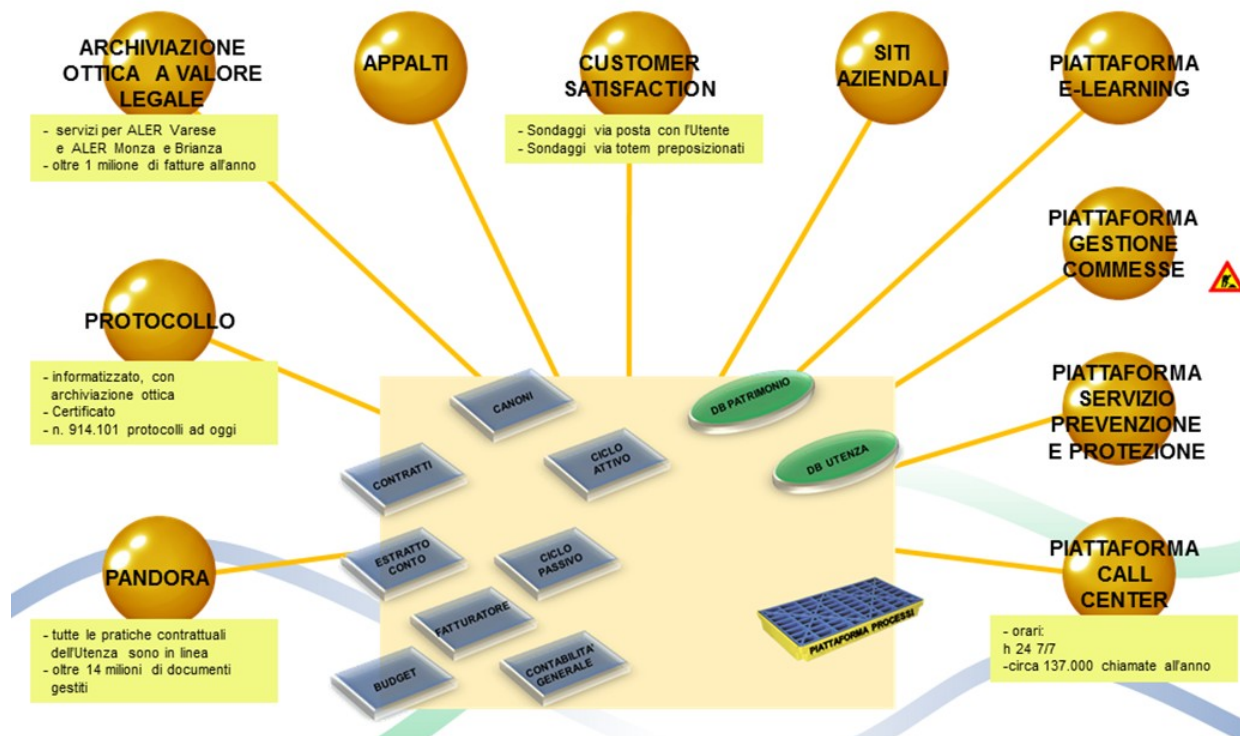 ARCHIVIAZIONE
OTTICA A VALORE
LEGALE
- servizi per ALER Varese
e ALER Monza e Brianza
- oltre 1 milione di fatture all'anno
APPALTI
CUSTOMER
SATISFACTION
- Sondaggi via posta con l'Utente
- Sondaggi via totem preposizionati
SITI
AZIENDALI
PIATTAFORMA
E-LEARNING
PIATTAFORMA
GESTIONE
COMMESSE
PROTOCOLLO
- informatizzato, con
archiviazione ottica
- Certificato
- n. 914.101 protocolli ad oggi
PIATTAFORMA
SERVIZIO
PREVENZIONE
E PROTEZIONE
PANDORA
- tutte le pratiche contrattuali
dell'Utenza sono in linea
- oltre 14 milioni di documenti
gestiti
PIATTAFORMA
CALL
CENTER
- orari:
h 24 7/7
-circa 137.000 chiamate all'anno
CANONI
DB PATRIMONIO
CONTRATTI
CICLO
ATTIVO
DB UTENZA
ESTRATTO
CONTO
CICLO
PASSIVO
FATTURATORE
PIATTAFORMA PROCESSI
BUDGET
CONTABILITA'
GENERALE